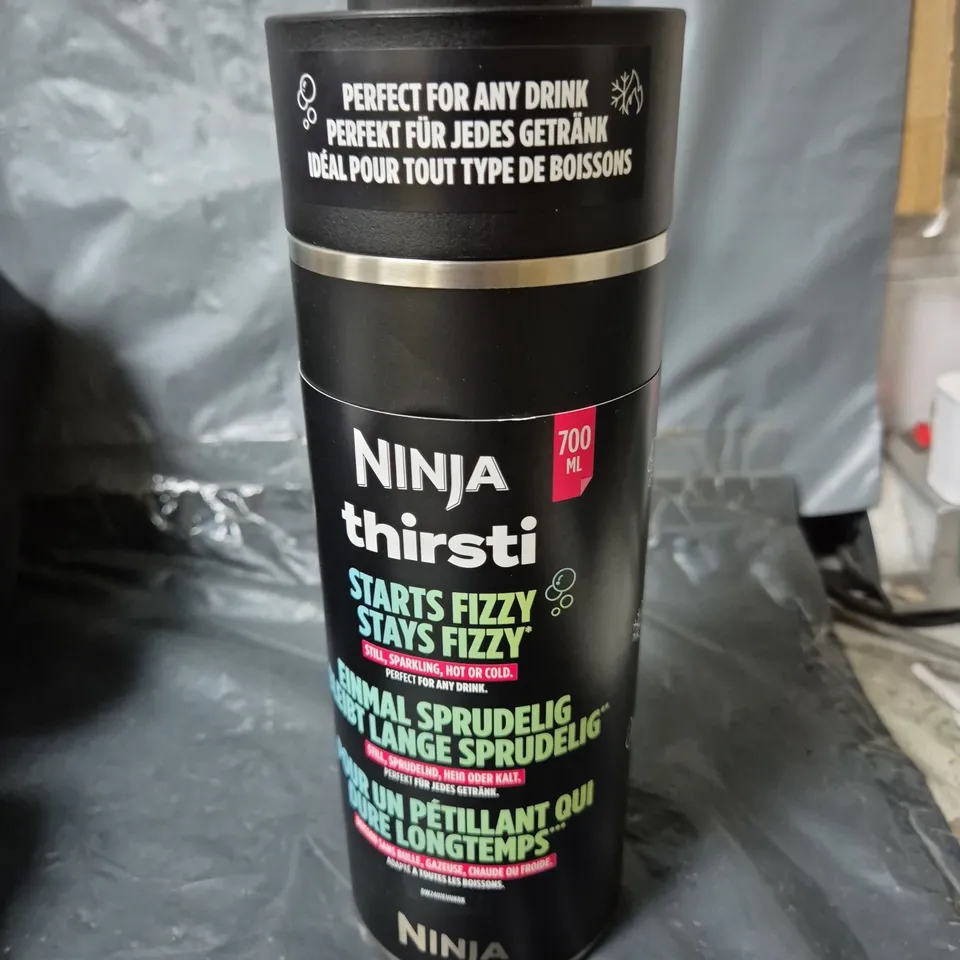 PERFECT FOR ANY DRINK
PERFEKT FÜR JEDES GETRÄNK
IDÉAL POUR TOUT TYPE DE BOISSONS
700
ML
NINJA
thirsti
STARTS FIZZY
STAYS FIZZY*
STILL, SPARKLING, HOT OR COLD.
PERFECT FOR ANY DRINK.
EINMAL SPRUDELIG
LANGE SPRUDELIG**
STILL, SPRUDELND, HEIß ODER KALT.
PERFEKT FÜR JEDES GETRÄNK.
UN PÉTILLANT QUI
DURE LONGTEMPS***
SANS BULLE, GAZEUSE, CHAUDE OU FROIDE.
ADAPTÉ À TOUTES LES BOISSONS.
NINJA